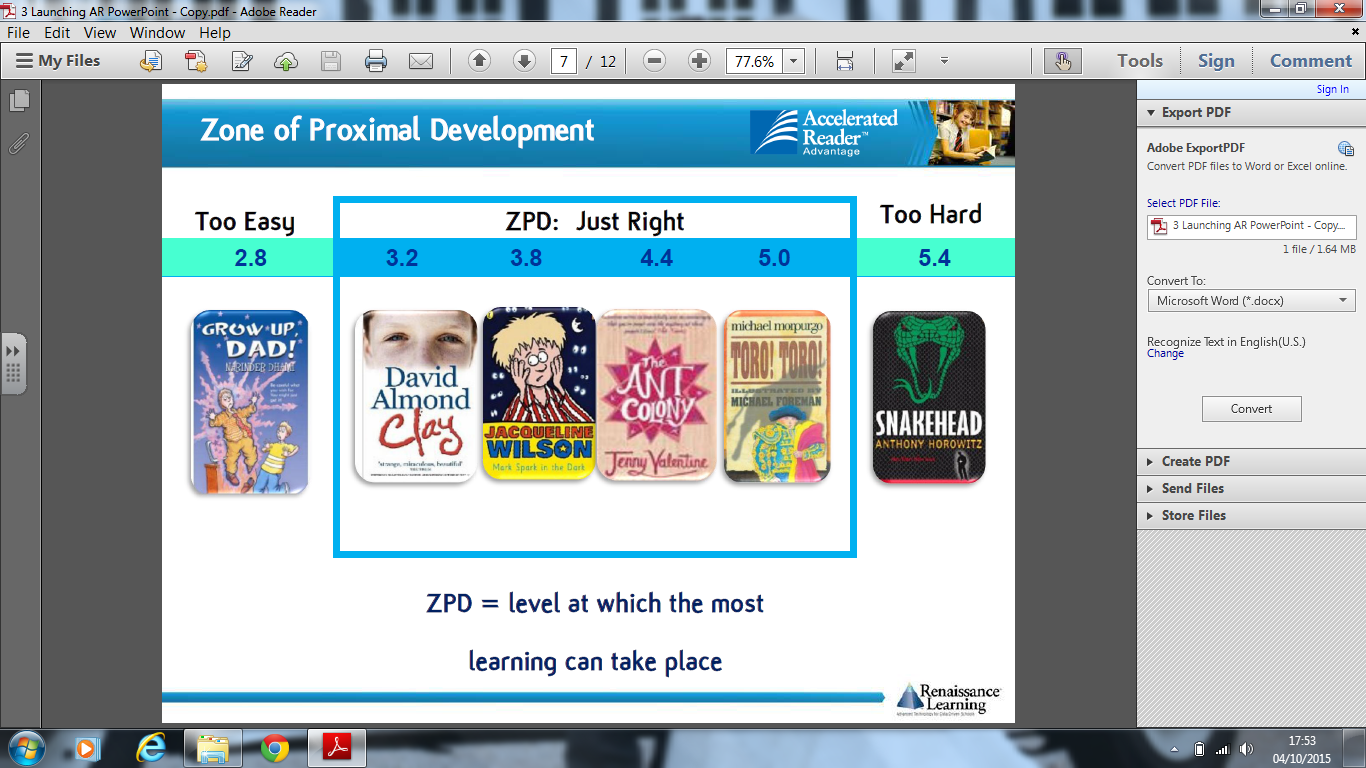 3 Launching AR PowerPoint - Copy.pdf - Adobe Reader
File Edit View Window Help
My Files
7 / 12
77.6%
Tools Sign Comment
Sign In
Export PDF
Adobe ExportPDF
Convert PDF files to Word or Excel online.
Select PDF File:
3 Launching AR PowerPoint - Copy....
1 file / 1.64 MB
Convert To:
Microsoft Word (*.docx)
Recognize Text in English(U.S.)
Change
Convert
Create PDF
Send Files
Store Files
Zone of Proximal Development
Accelerated
Reader™
Advantage
Too Easy
ZPD: Just Right
Too Hard
2.8 3.2 3.8 4.4 5.0 5.4
GROW UP,
DAD!
NARINDER DHAMI
David
Almond
Clay
'strange, miraculous, beautiful'
JACQUELINE
WILSON
Mark Spark in the Dark
The
ANT
COLONY
Jenny Valentine
michael morpurgo
TORO! TORO!
ILLUSTRATED BY
MICHAEL FOREMAN
SNAKEHEAD
ANTHONY HOROWITZ
ZPD = level at which the most
learning can take place
Renaissance
Learning™
17:53
04/10/2015